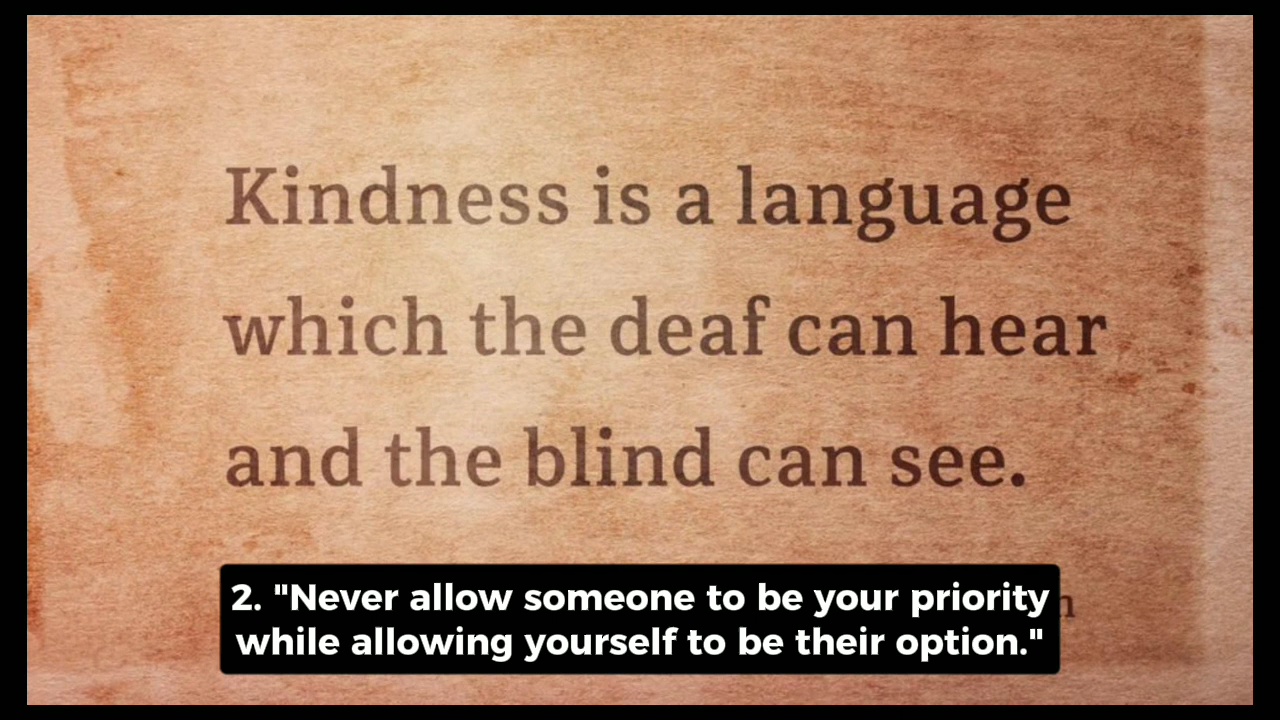 Kindness is a language
which the deaf can hear
and the blind can see.
2. "Never allow someone to be your priority
while allowing yourself to be their option."